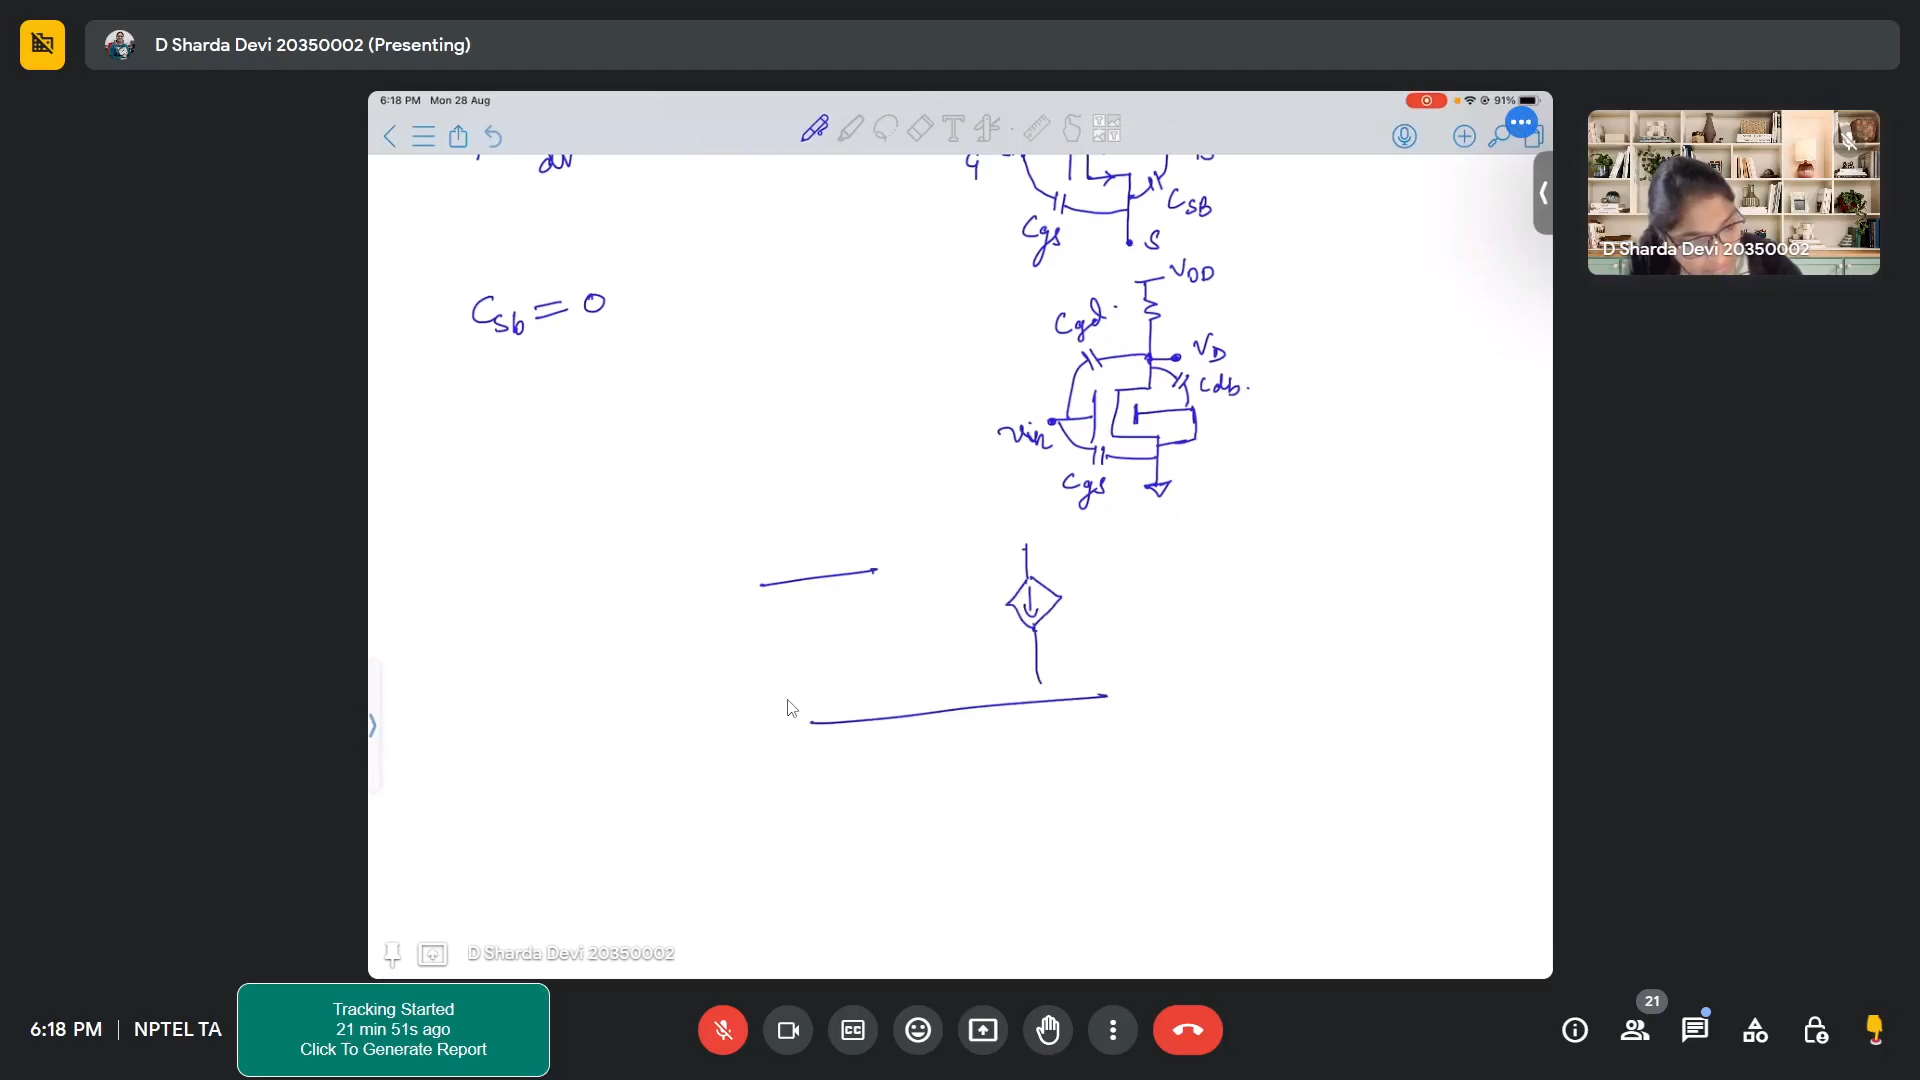 D Sharda Devi 20350002 (Presenting)
6:18 PM Mon 28 Aug
91%
dv
G
CSB
Cgs
S
VDD
Csb = 0
Cgd.
VD
Cdb.
Vin
Cgs
D Sharda Devi 20350002
D Sharda Devi 20350002
6:18 PM | NPTEL TA
Tracking Started
21 min 51s ago
Click To Generate Report
CC
21